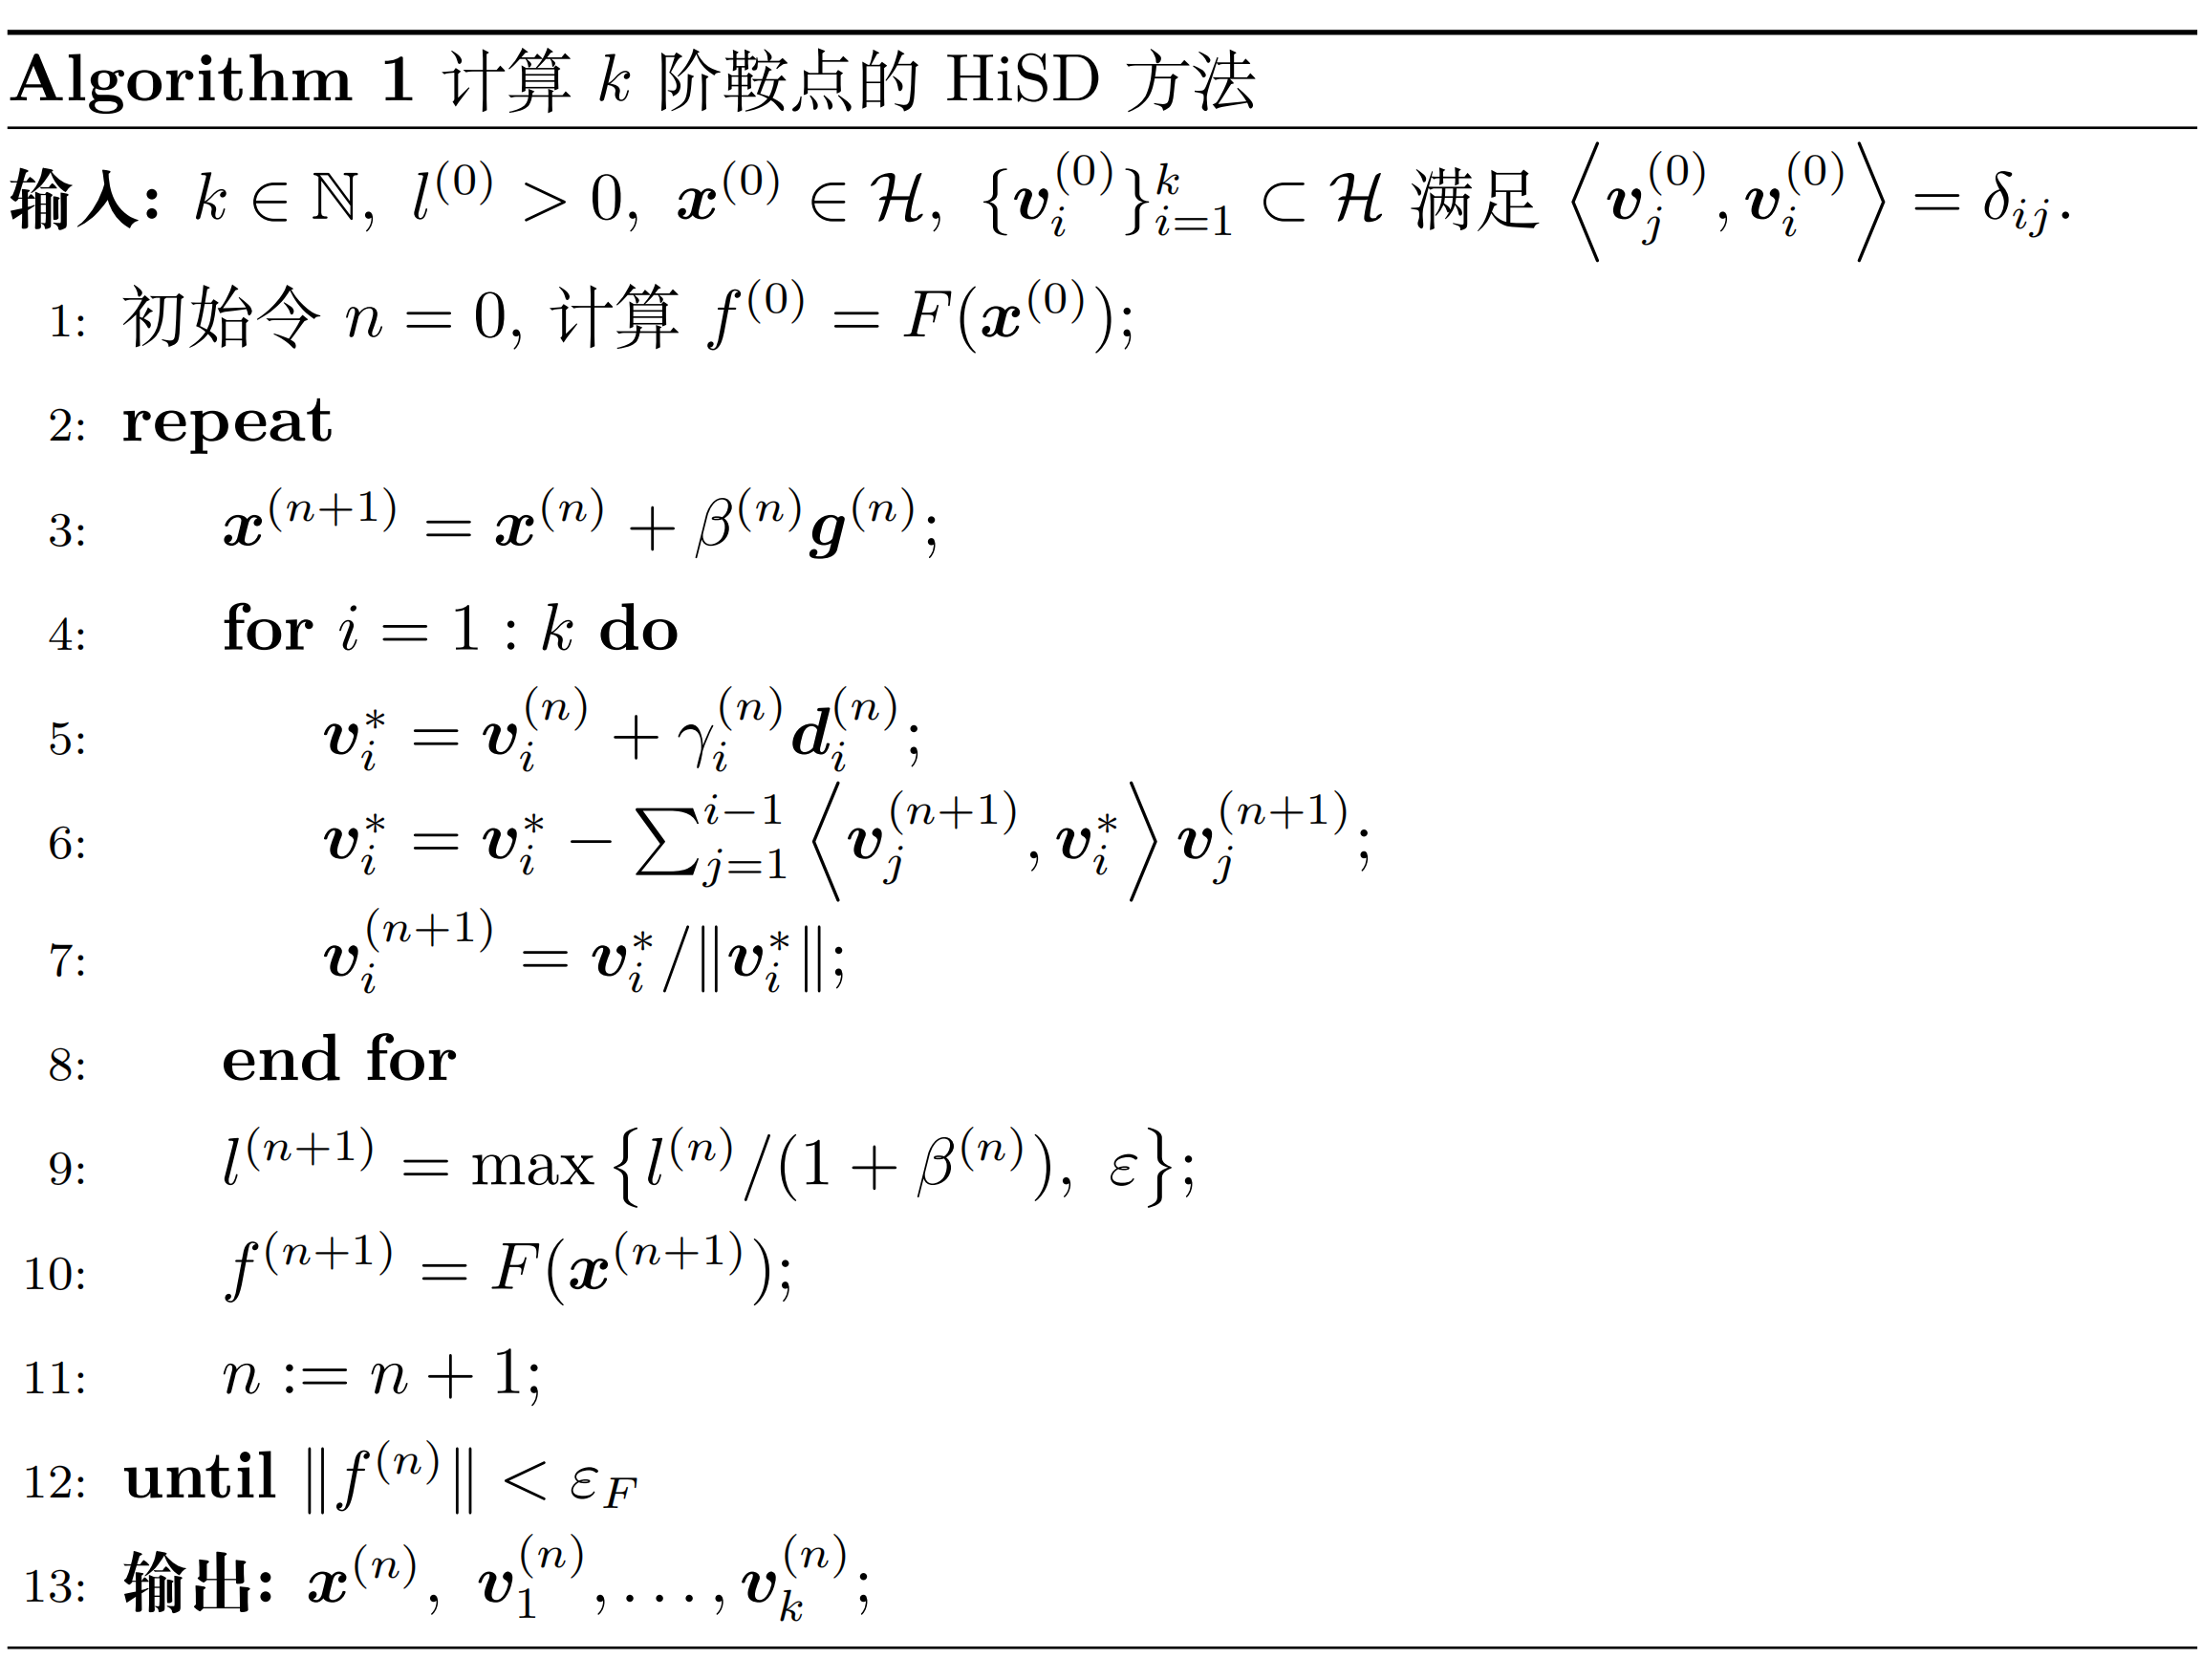 Algorithm 1 计算 k 阶鞍点的 HiSD 方法
输入: $k \in \mathbb{N},\ l^{(0)} > 0,\ \boldsymbol{x}^{(0)} \in \mathcal{H},\ \{\boldsymbol{v}_i^{(0)}\}_{i=1}^{k} \subset \mathcal{H}$ 满足 $\left\langle \boldsymbol{v}_j^{(0)}, \boldsymbol{v}_i^{(0)} \right\rangle = \delta_{ij}.$
1: 初始令 $n = 0$, 计算 $f^{(0)} = F(\boldsymbol{x}^{(0)})$;
2: repeat
3: $\boldsymbol{x}^{(n+1)} = \boldsymbol{x}^{(n)} + \beta^{(n)} \boldsymbol{g}^{(n)}$;
4: for $i = 1 : k$ do
5: $\boldsymbol{v}_i^{*} = \boldsymbol{v}_i^{(n)} + \gamma_i^{(n)} \boldsymbol{d}_i^{(n)}$;
6: $\boldsymbol{v}_i^{*} = \boldsymbol{v}_i^{*} - \sum_{j=1}^{i-1} \left\langle \boldsymbol{v}_j^{(n+1)}, \boldsymbol{v}_i^{*} \right\rangle \boldsymbol{v}_j^{(n+1)}$;
7: $\boldsymbol{v}_i^{(n+1)} = \boldsymbol{v}_i^{*} / \|\boldsymbol{v}_i^{*}\|$;
8: end for
9: $l^{(n+1)} = \max\left\{ l^{(n)}/(1 + \beta^{(n)}),\ \varepsilon \right\}$;
10: $f^{(n+1)} = F(\boldsymbol{x}^{(n+1)})$;
11: $n := n + 1$;
12: until $\|f^{(n)}\| < \varepsilon_F$
13: 输出: $\boldsymbol{x}^{(n)},\ \boldsymbol{v}_1^{(n)}, \ldots, \boldsymbol{v}_k^{(n)}$;